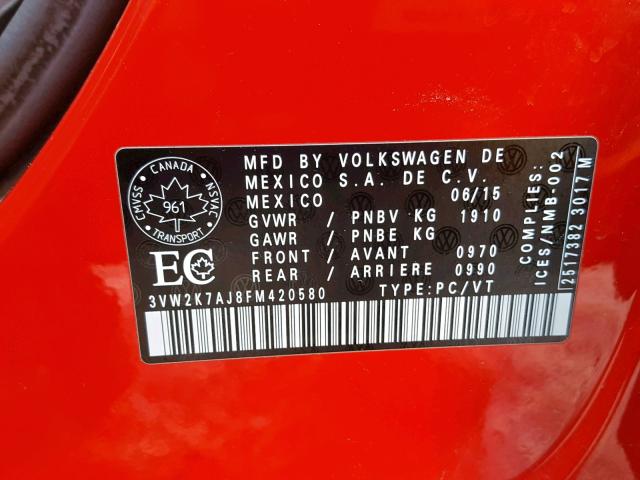 CANADA
CMVSS
NSVAC
961
TRANSPORT
EC
MFD BY VOLKSWAGEN DE
MEXICO S.A. DE C.V.
MEXICO 06/15
GVWR / PNBV KG 1910
GAWR / PNBE KG
FRONT / AVANT 0970
REAR / ARRIERE 0990
3VW2K7AJ8FM420580 TYPE:PC/VT
COMPLIES:
ICES/NMB-002
2517382 3017M